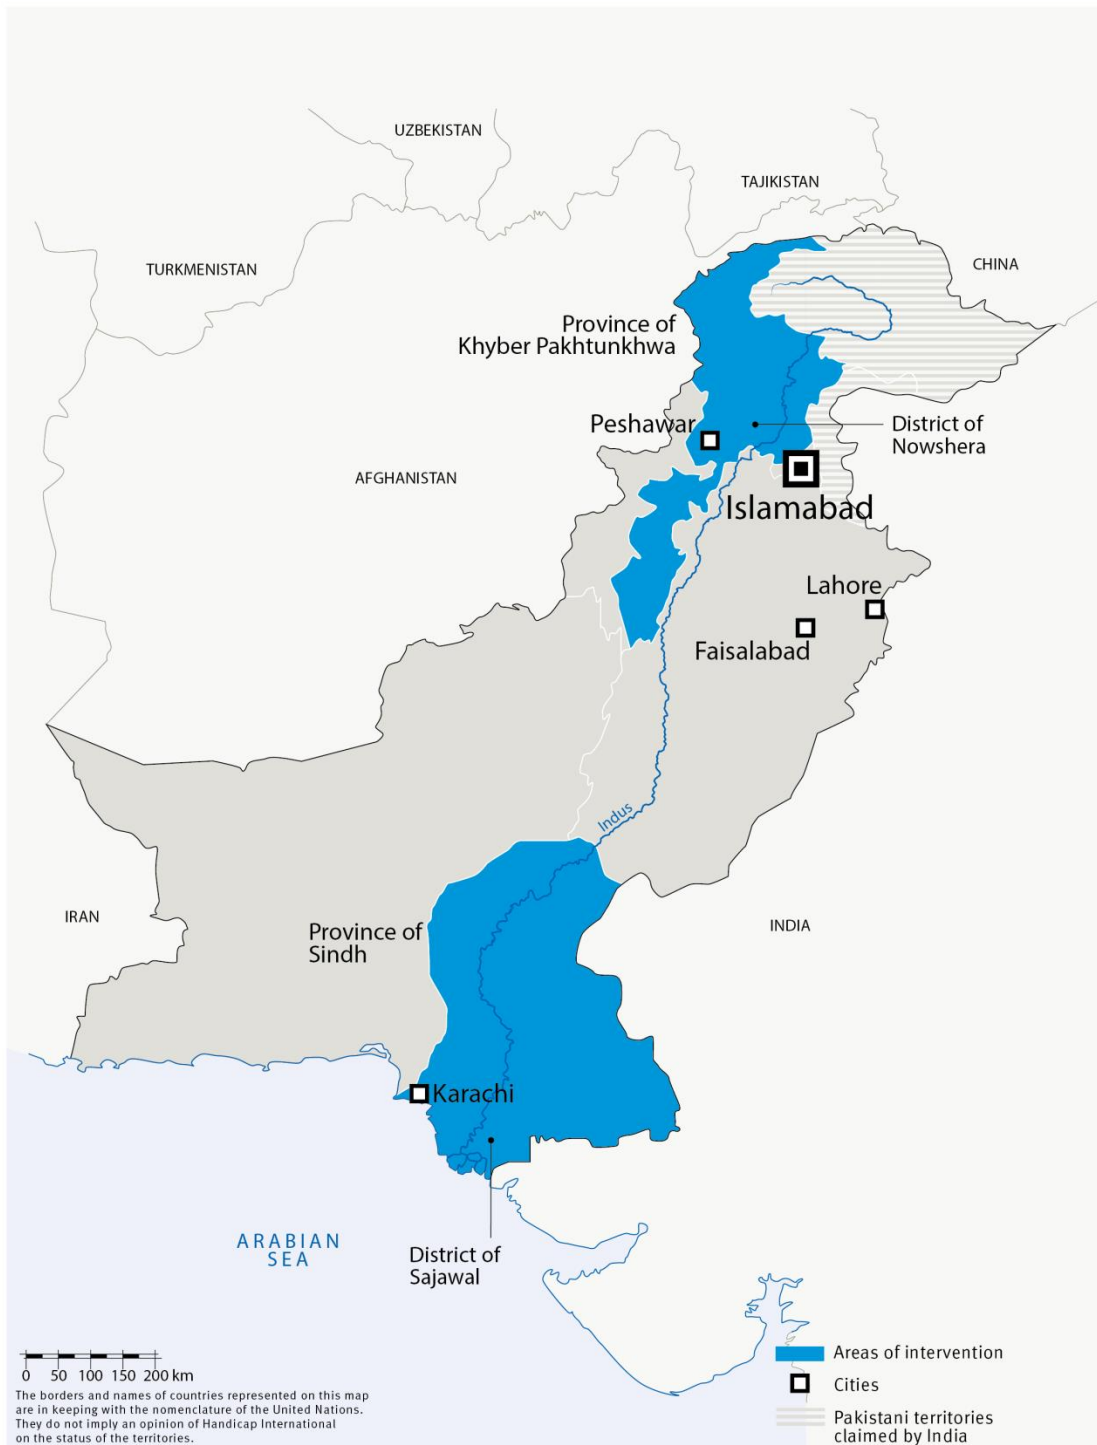 UZBEKISTAN
TAJIKISTAN
TURKMENISTAN
CHINA
Province of
Khyber Pakhtunkhwa
Peshawar
District of
Nowshera
AFGHANISTAN
Islamabad
Lahore
Faisalabad
Indus
IRAN
Province of
Sindh
INDIA
Karachi
ARABIAN
SEA
District of
Sajawal
0 50 100 150 200 km
The borders and names of countries represented on this map
are in keeping with the nomenclature of the United Nations.
They do not imply an opinion of Handicap International
on the status of the territories.
Areas of intervention
Cities
Pakistani territories
claimed by India